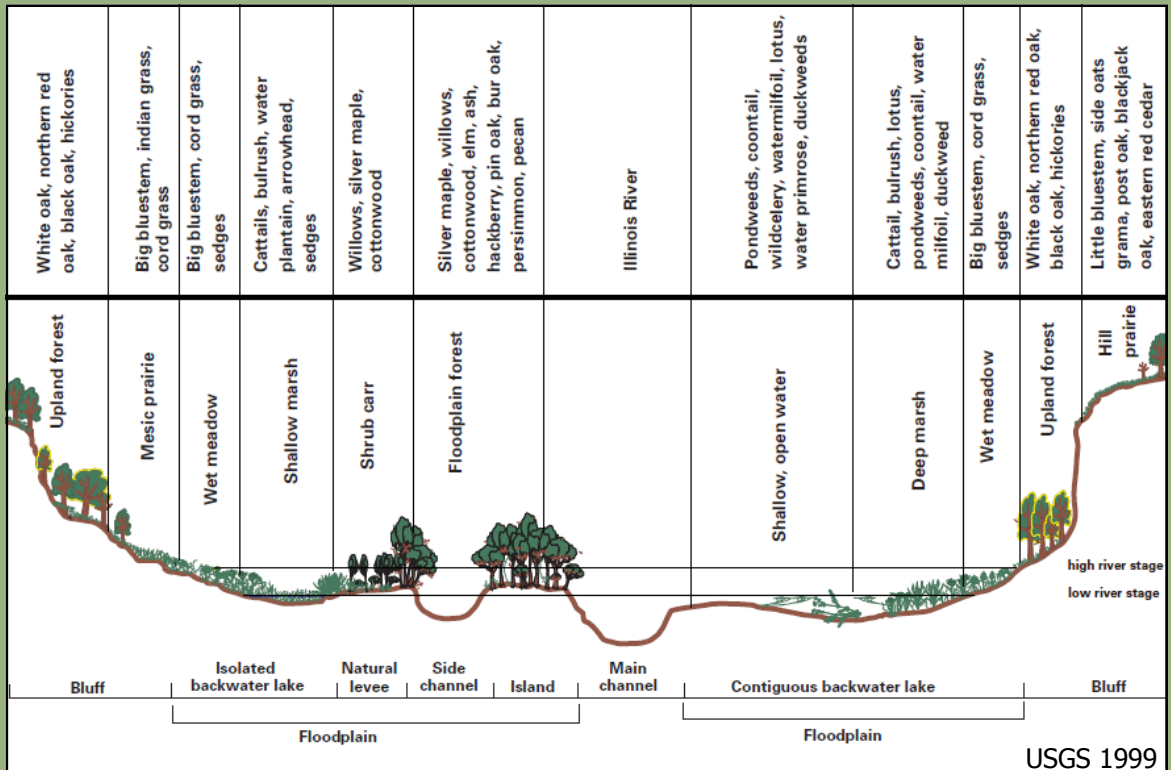 White oak, northern red
oak, black oak, hickories
Big bluestem, indian grass,
cord grass
Big bluestem, cord grass,
sedges
Cattails, bulrush, water
plantain, arrowhead,
sedges
Willows, silver maple,
cottonwood
Silver maple, willows,
cottonwood, elm, ash,
hackberry, pin oak, bur oak,
persimmon, pecan
Illinois River
Pondweeds, coontail,
wildcelery, watermilfoil, lotus,
water primrose, duckweeds
Cattail, bulrush, lotus,
pondweeds, coontail, water
milfoil, duckweed
Big bluestem, cord grass,
sedges
White oak, northern red oak,
black oak, hickories
Little bluestem, side oats
grama, post oak, blackjack
oak, eastern red cedar
Upland forest
Mesic prairie
Wet meadow
Shallow marsh
Shrub carr
Floodplain forest
Shallow, open water
Deep marsh
Wet meadow
Upland forest
Hill
prairie
high river stage
low river stage
Bluff
Isolated
backwater lake
Natural
levee
Side
channel
Island
Main
channel
Contiguous backwater lake
Bluff
Floodplain
Floodplain
USGS 1999